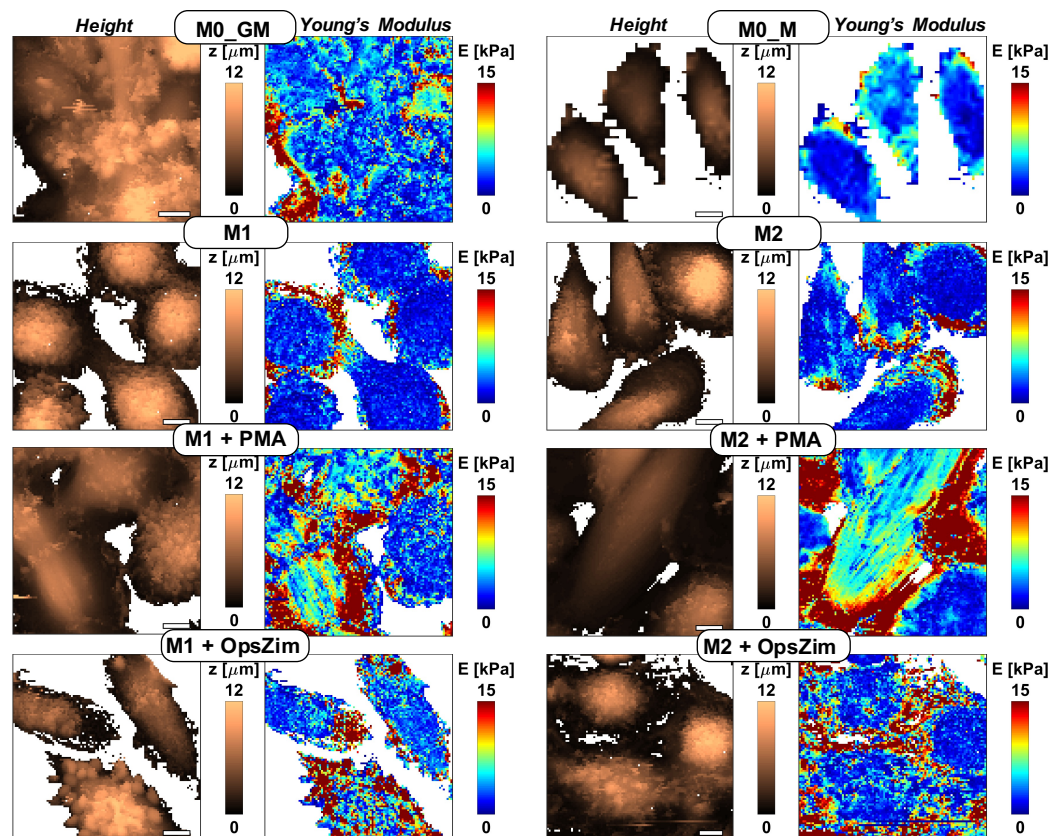 Height M0_GM Young's Modulus Height M0_M Young's Modulus
z [μm] E [kPa] z [μm] E [kPa]
12 15 12 15
0 0 0 0
M1 M2
z [μm] E [kPa] z [μm] E [kPa]
12 15 12 15
0 0 0 0
M1 + PMA M2 + PMA
z [μm] E [kPa] z [μm] E [kPa]
12 15 12 15
0 0 0 0
M1 + OpsZim M2 + OpsZim
z [μm] E [kPa] z [μm] E [kPa]
12 15 12 15
0 0 0 0